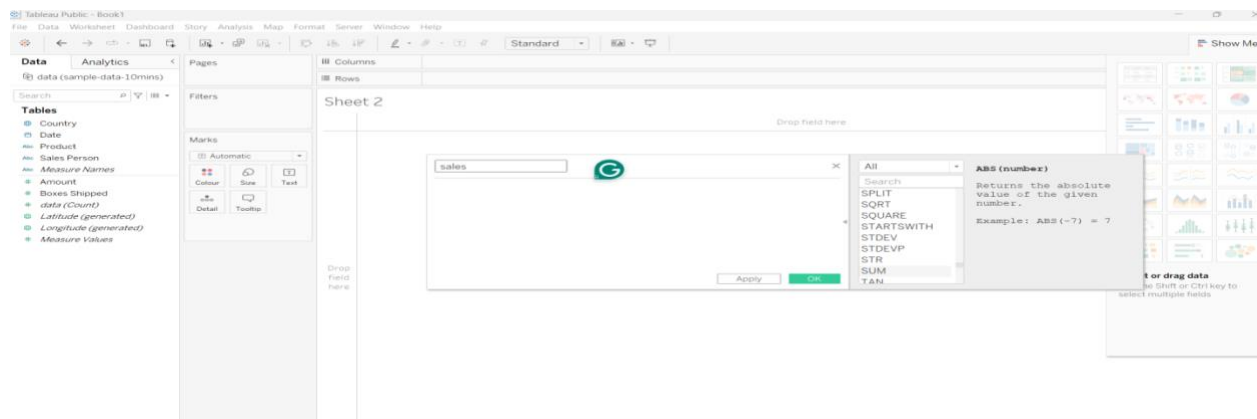 Tableau Public - Book1
File Data Worksheet Dashboard Story Analysis Map Format Server Window Help
Standard
Show Me
Data Analytics
data (sample-data-10mins)
Search
Tables
Country
Date
Abc Product
Abc Sales Person
Abc Measure Names
# Amount
# Boxes Shipped
# data (Count)
Latitude (generated)
Longitude (generated)
# Measure Values
Pages
Filters
Marks
Automatic
Colour Size Text
Detail Tooltip
Columns
Rows
Sheet 2
Drop field here
Drop
field
here
sales
G
Apply OK
All
Search
SPLIT
SQRT
SQUARE
STARTSWITH
STDEV
STDEVP
STR
SUM
TAN
ABS(number)
Returns the absolute
value of the given
number.
Example: ABS(-7) = 7
t or drag data
Shift or Ctrl key to
select multiple fields